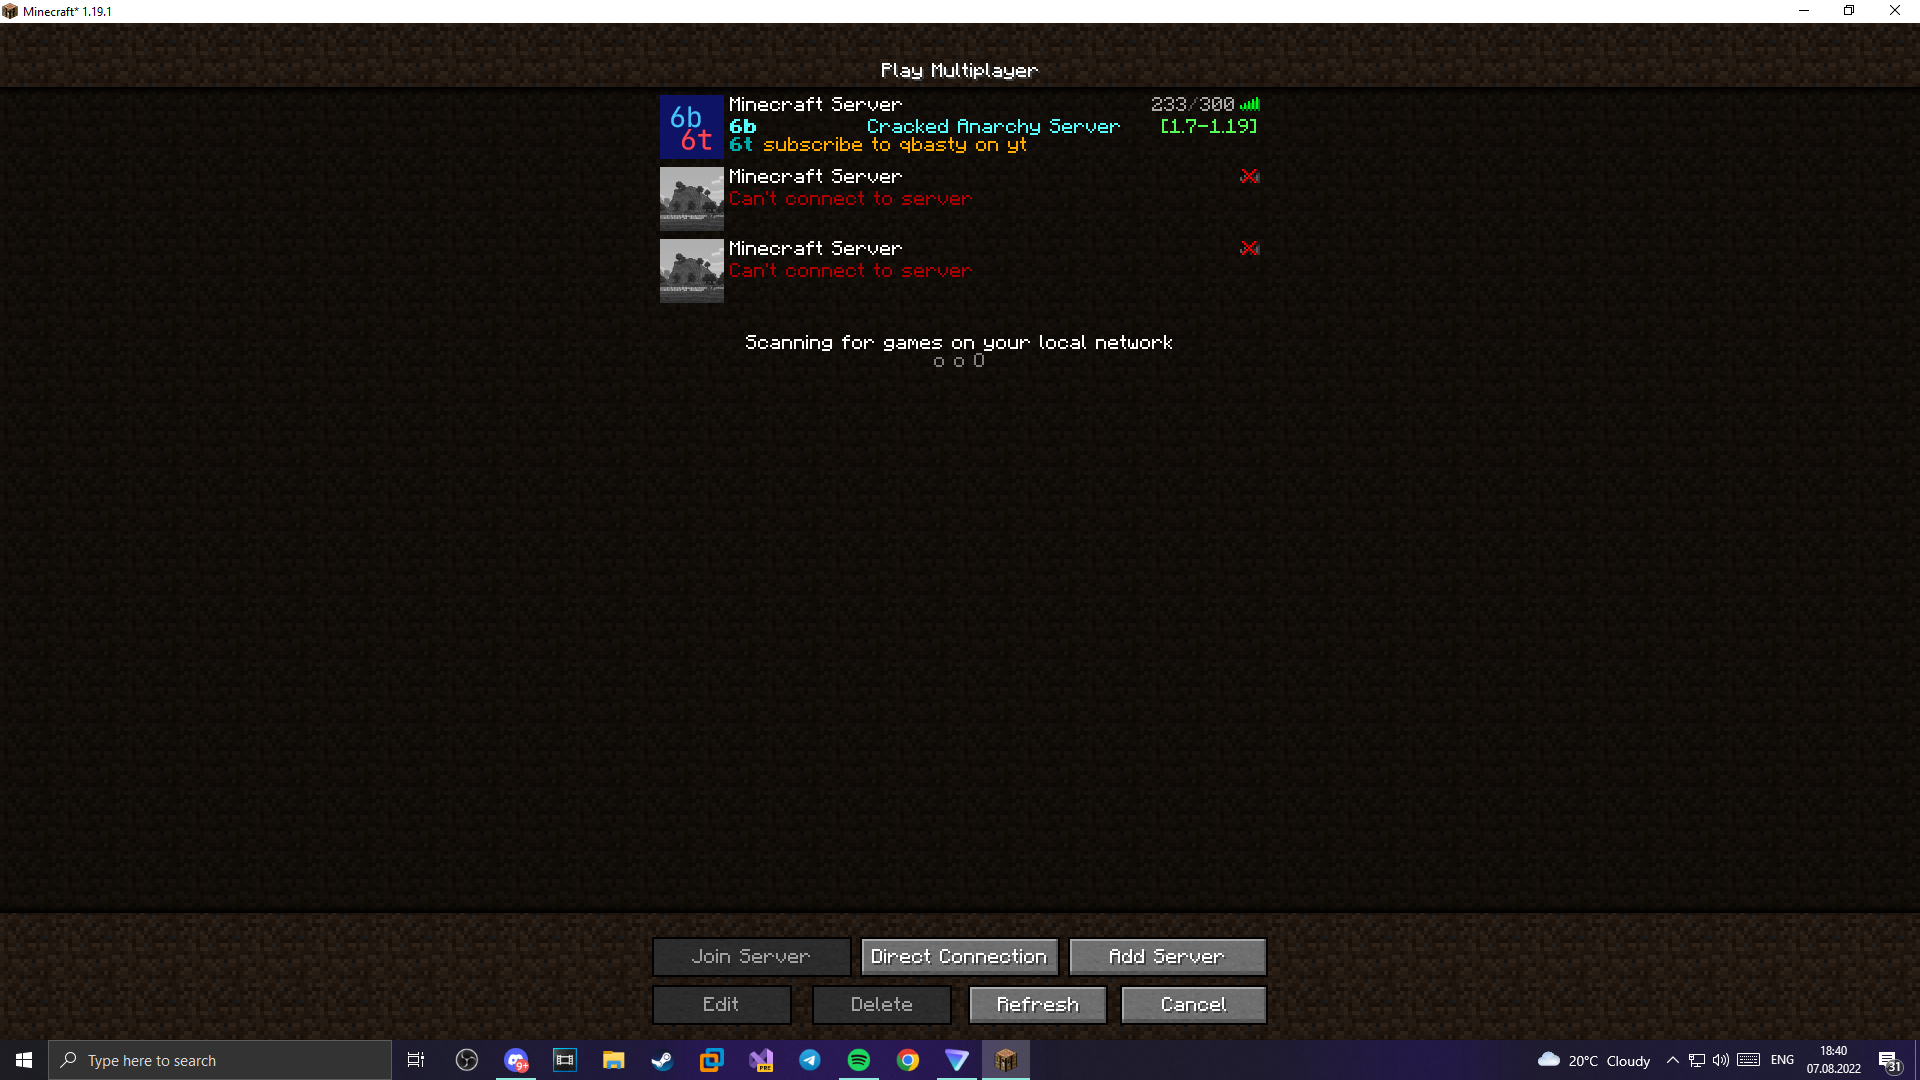 Minecraft* 1.19.1
Play Multiplayer
6b
6t
Minecraft Server 233/300
6b Cracked Anarchy Server [1.7-1.19]
6t subscribe to qbasty on yt
Minecraft Server
Can't connect to server
Minecraft Server
Can't connect to server
Scanning for games on your local network
o o O
Join Server Direct Connection Add Server
Edit Delete Refresh Cancel
Type here to search
9+
PRE
20°C Cloudy
ENG
18:40
07.08.2022
31